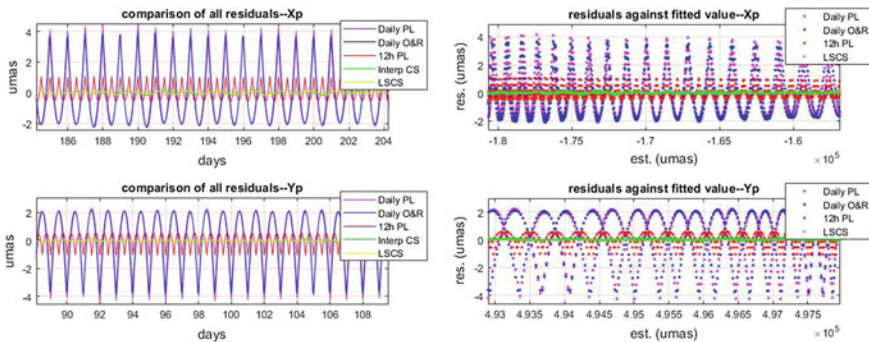 comparison of all residuals--Xp
umas
4
2
0
-2
186 188 190 192 194 196 198 200 202 204
days
Daily PL
Daily O&R
12h PL
Interp CS
LSCS
residuals against fitted value--Xp
res. (umas)
4
2
0
-2
-1.8 -1.75 -1.7 -1.65 -1.6
est. (umas)
× 10^5
Daily PL
Daily O&R
12h PL
LSCS
comparison of all residuals--Yp
umas
2
0
-2
-4
90 92 94 96 98 100 102 104 106 108
days
Daily PL
Daily O&R
12h PL
Interp CS
LSCS
residuals against fitted value--Yp
res. (umas)
2
0
-2
-4
4.93 4.935 4.94 4.945 4.95 4.955 4.96 4.965 4.97 4.975
est. (umas)
× 10^5
Daily PL
Daily O&R
12h PL
LSCS